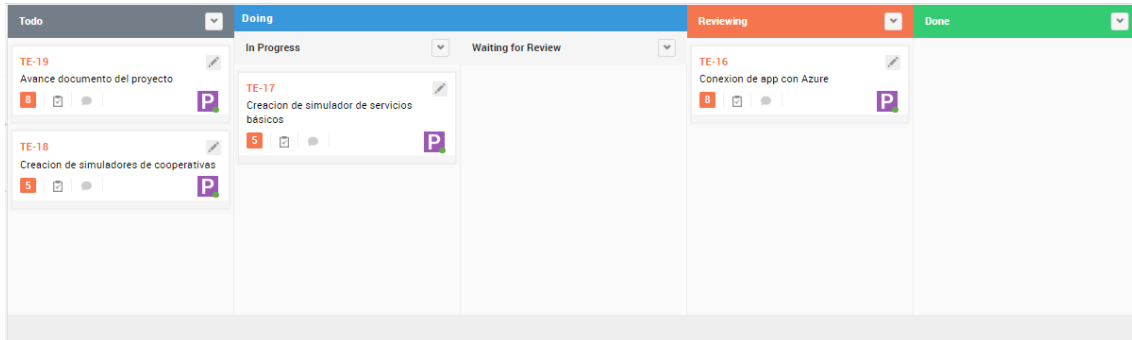 Todo
Doing
Reviewing
Done
In Progress
Waiting for Review
TE-19
Avance documento del proyecto
8
P
TE-18
Creacion de simuladores de cooperativas
5
P
TE-17
Creacion de simulador de servicios
básicos
5
P
TE-16
Conexion de app con Azure
8
P